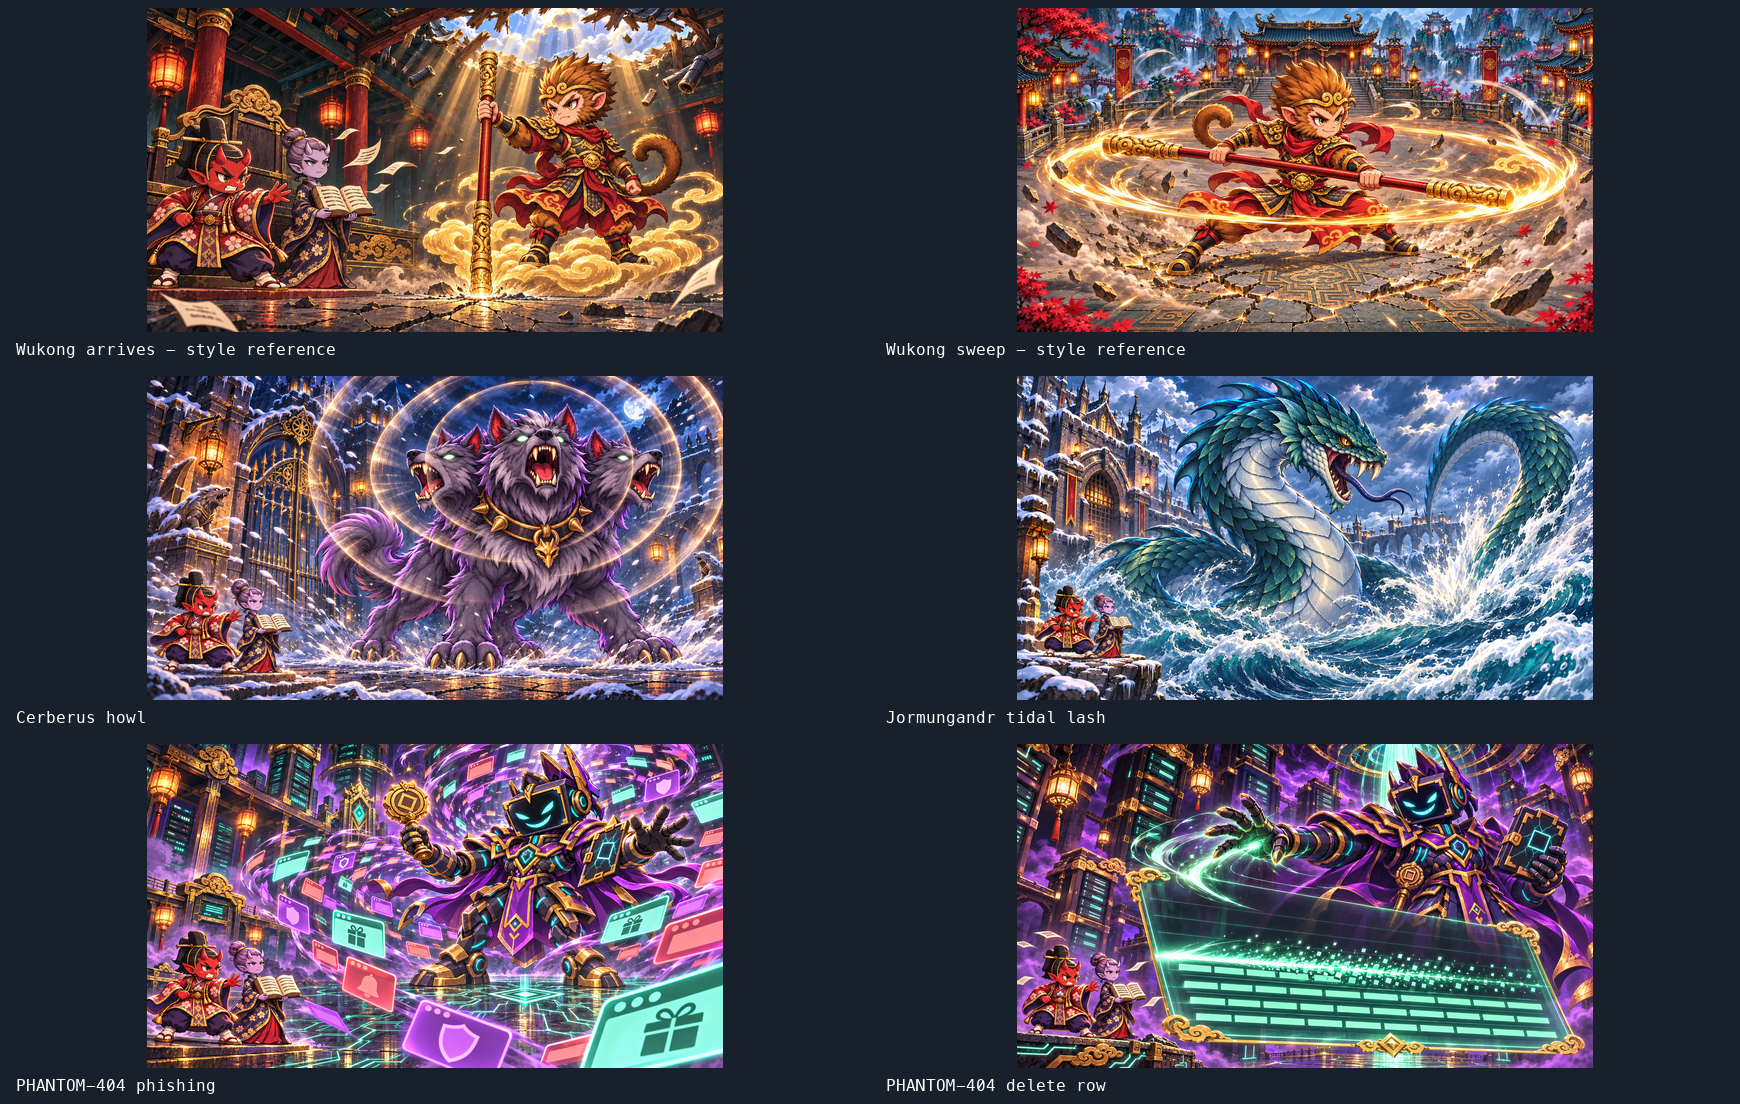 Wukong arrives – style reference
Wukong sweep – style reference
Cerberus howl
Jormungandr tidal lash
PHANTOM–404 phishing
PHANTOM–404 delete row